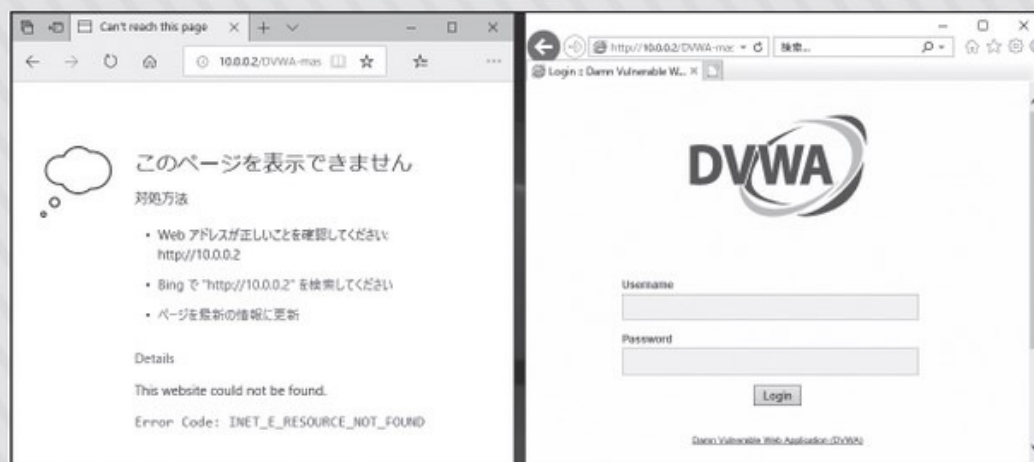 Can't reach this page
10.0.0.2/DVWA-mas
このページを表示できません
対処方法
• Web アドレスが正しいことを確認してください:
http://10.0.0.2
• Bing で "http://10.0.0.2" を検索してください
• ページを最新の情報に更新
Details
This website could not be found.
Error Code: INET_E_RESOURCE_NOT_FOUND
http://10.0.0.2/DVWA-mas
検索...
Login :: Damn Vulnerable W...
DVWA
Username
Password
Login
Damn Vulnerable Web Application (DVWA)